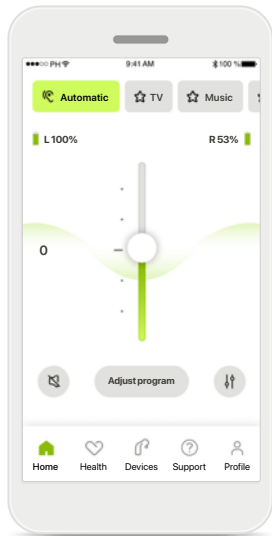 ●●●○○ PH 9:41 AM 100 %
Automatic TV Music
L 100% R 53%
0
Adjust program
Home Health Devices Support Profile